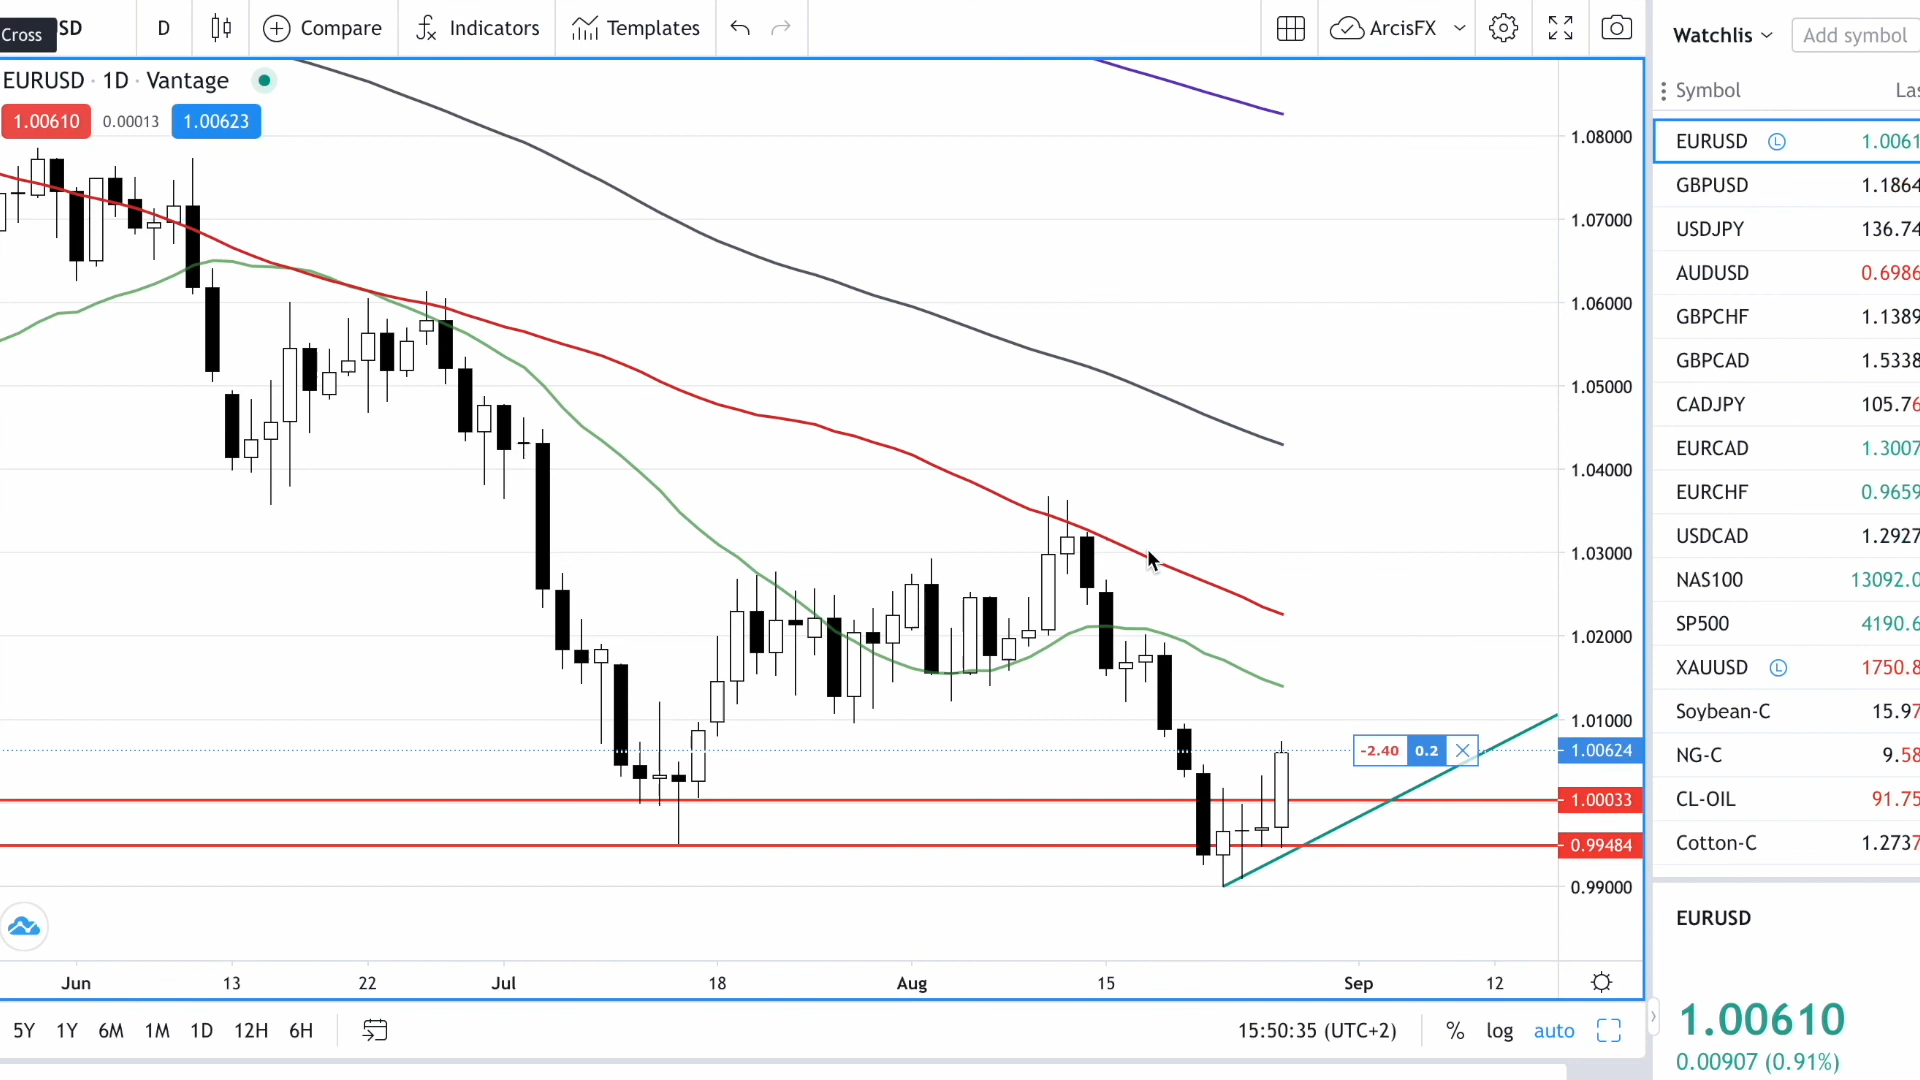 Cross SD D Compare Indicators Templates ArcisFX Watchlis Add symbol
EURUSD · 1D · Vantage
1.00610 0.00013 1.00623
Symbol Las
EURUSD L 1.0061
GBPUSD 1.1864
USDJPY 136.74
AUDUSD 0.6986
GBPCHF 1.1389
GBPCAD 1.5338
CADJPY 105.76
EURCAD 1.3007
EURCHF 0.9659
USDCAD 1.2927
NAS100 13092.0
SP500 4190.6
XAUUSD L 1750.8
Soybean-C 15.97
NG-C 9.58
CL-OIL 91.75
Cotton-C 1.2737
1.08000
1.07000
1.06000
1.05000
1.04000
1.03000
1.02000
1.01000
-2.40 0.2 1.00624
1.00033
0.99484
0.99000
Jun 13 22 Jul 18 Aug 15 Sep 12
5Y 1Y 6M 1M 1D 12H 6H 15:50:35 (UTC+2) % log auto
EURUSD
1.00610
0.00907 (0.91%)